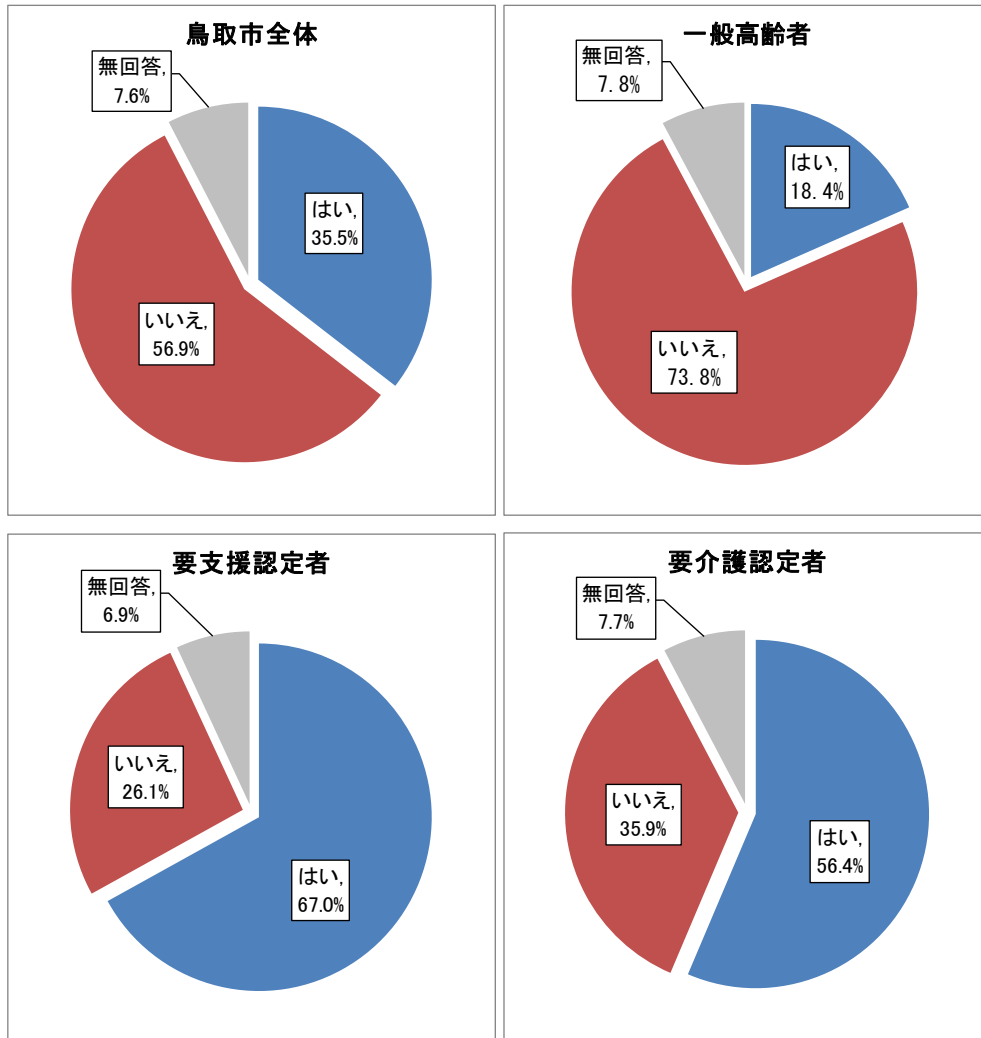 鳥取市全体
無回答,
7.6%
はい,
35.5%
いいえ,
56.9%
一般高齢者
無回答,
7.8%
はい,
18.4%
いいえ,
73.8%
要支援認定者
無回答,
6.9%
いいえ,
26.1%
はい,
67.0%
要介護認定者
無回答,
7.7%
いいえ,
35.9%
はい,
56.4%